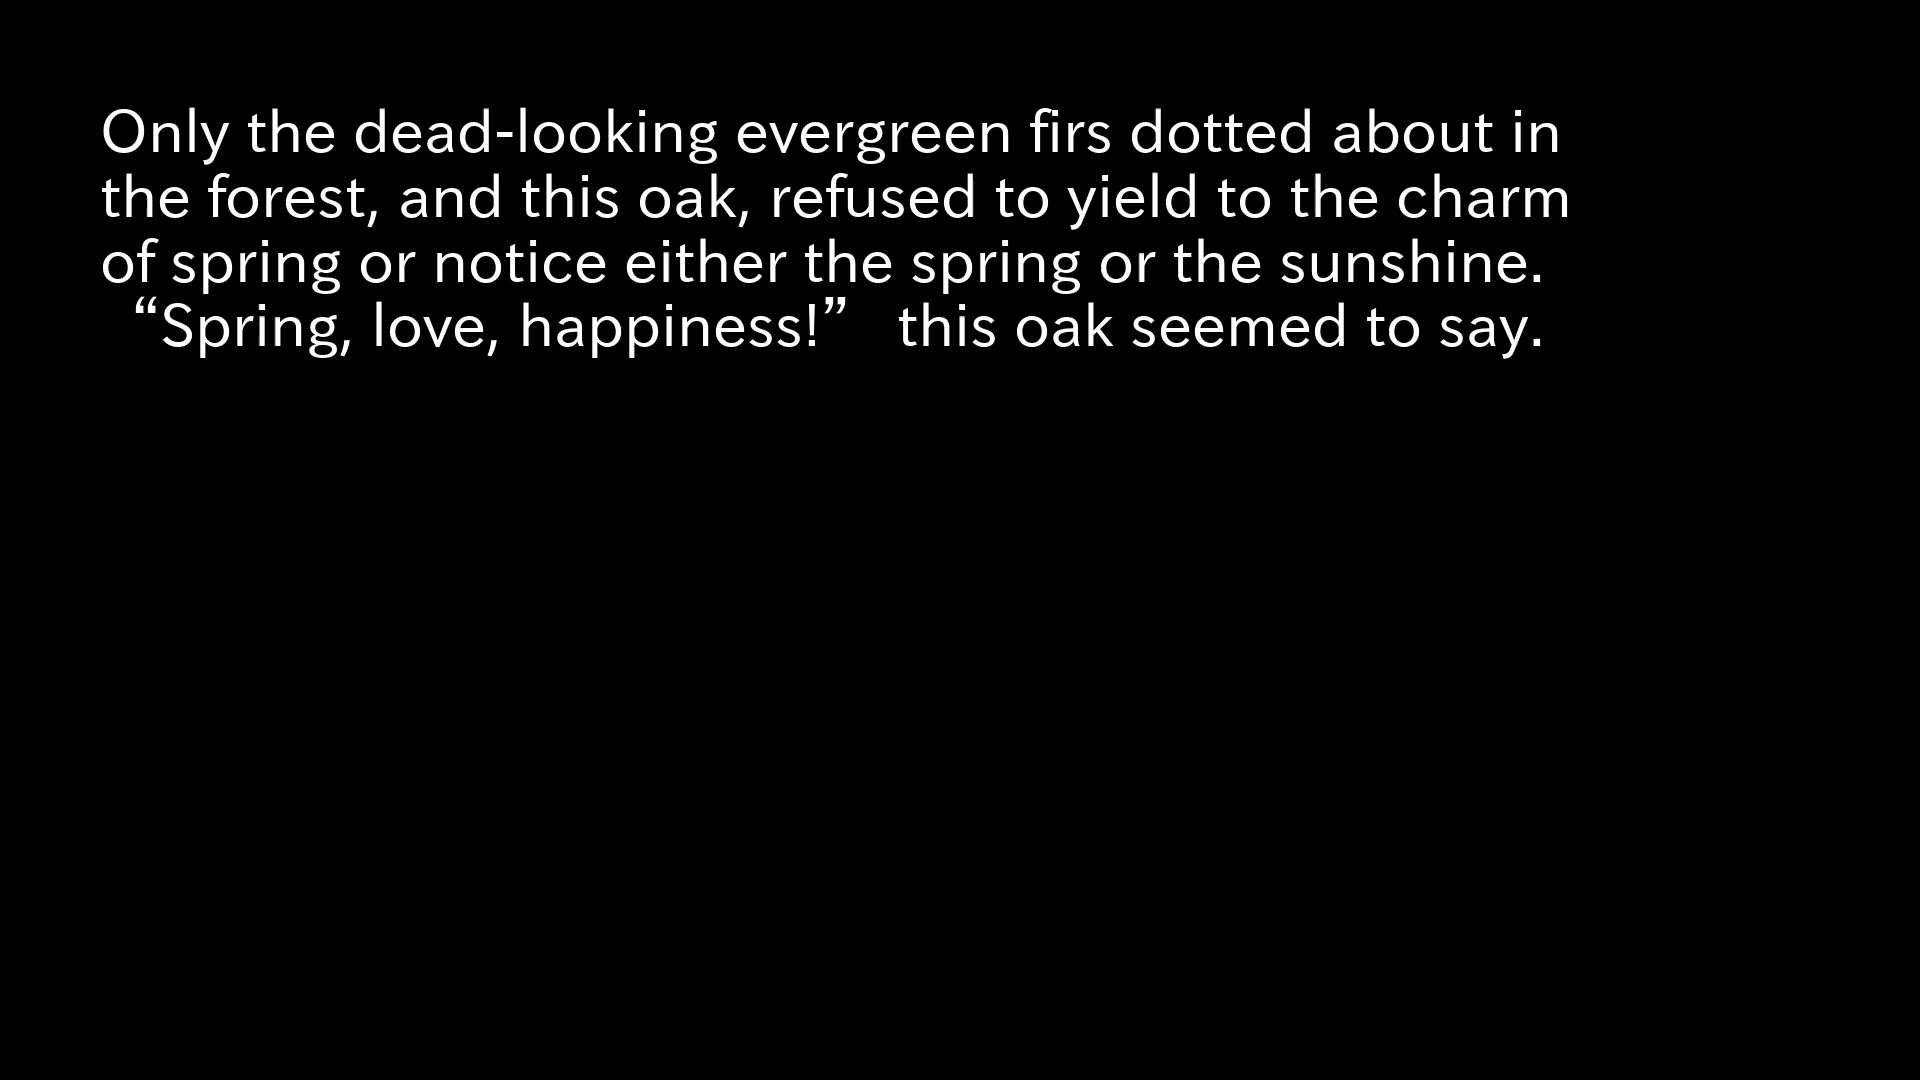 Only the dead-looking evergreen firs dotted about in
the forest, and this oak, refused to yield to the charm
of spring or notice either the spring or the sunshine.
“Spring, love, happiness!” this oak seemed to say.